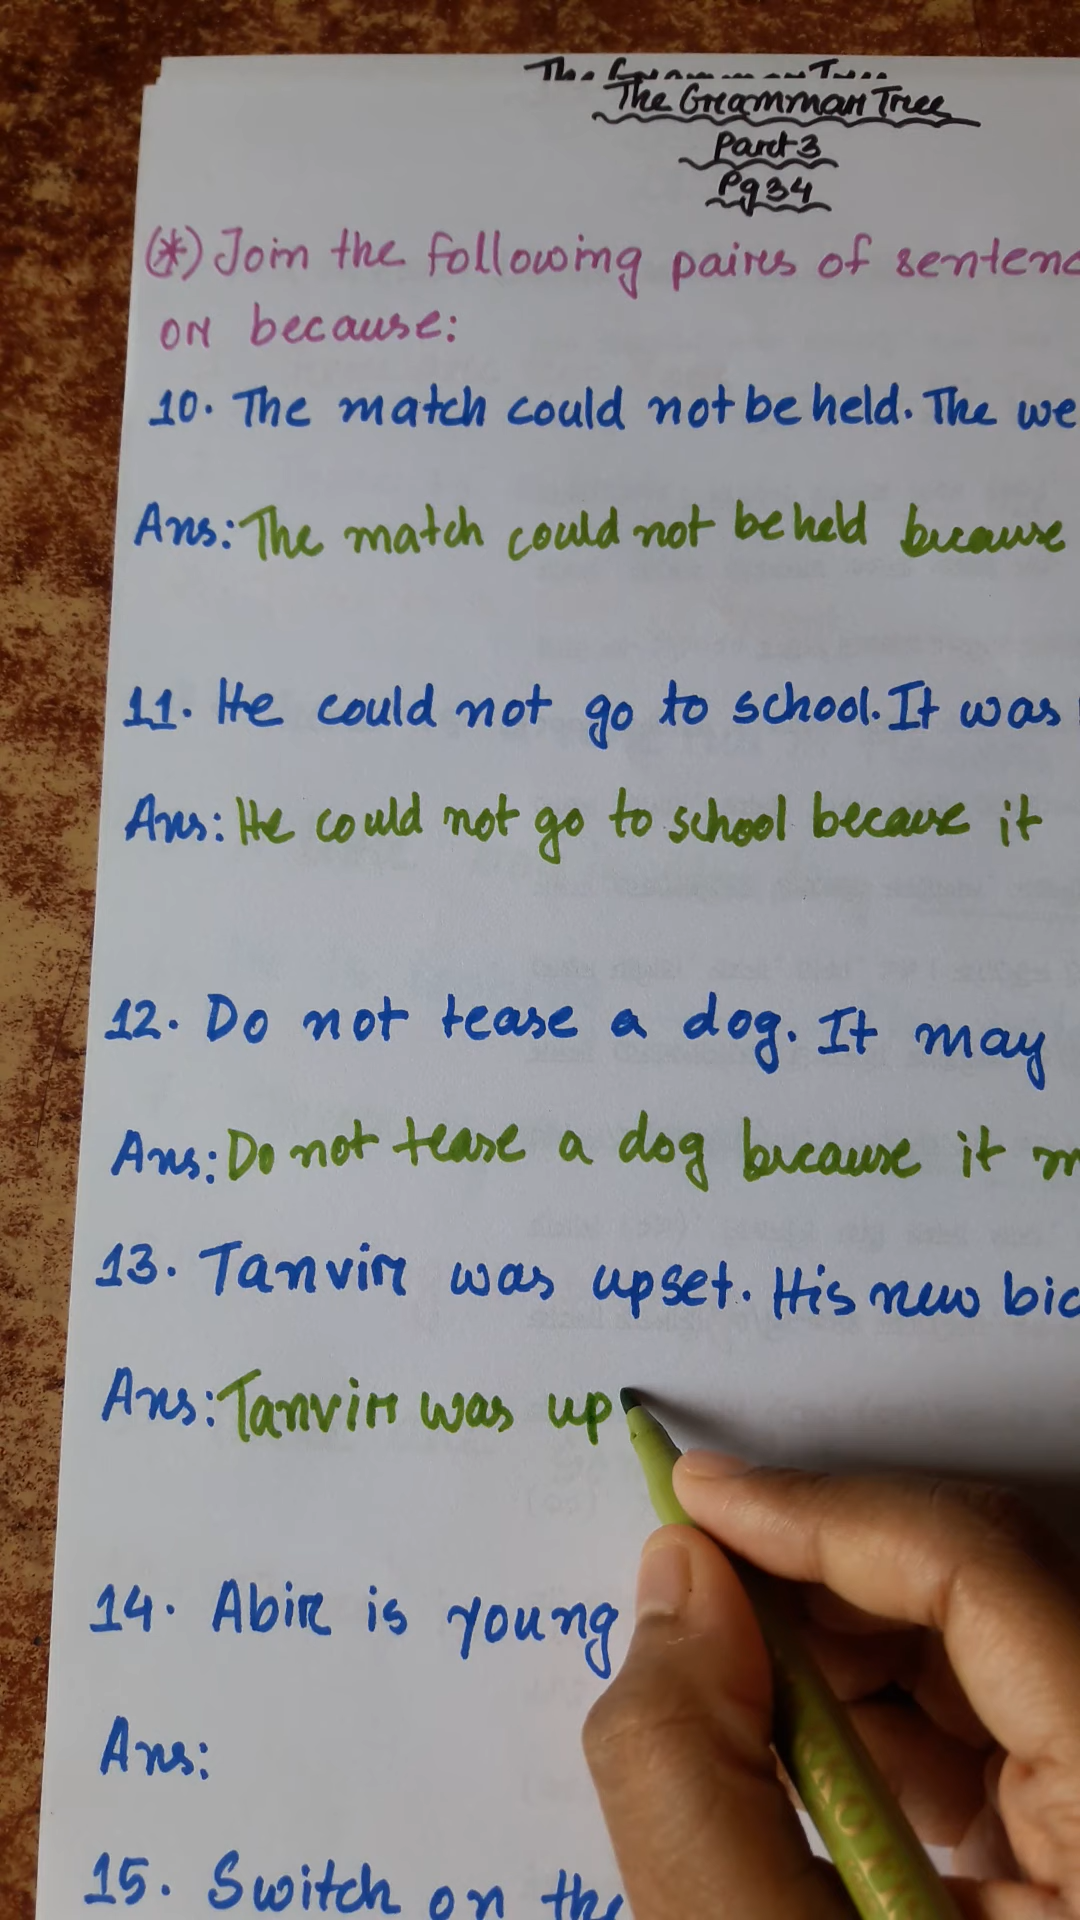 The Grammar Tree
The Grammar Tree
Part 3
Pg 34
(*) Join the following pairs of
or because:
10. The match could not be held. The
Ans: The match could not be held because
11. He could not go to school. It was
Ans: He could not go to school because it
12. Do not tease a dog. It may
Ans: Do not tease a dog because it
13. Tanvir was upset. His new
Ans: Tanvir was up
14. Abir is young
Ans:
15. Switch on the